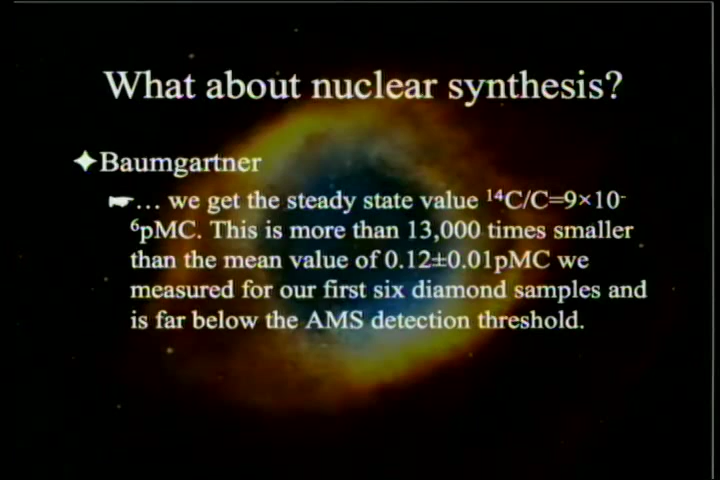 What about nuclear synthesis?
✦Baumgartner
☛… we get the steady state value ¹⁴C/C=9×10⁻
⁶pMC. This is more than 13,000 times smaller
than the mean value of 0.12±0.01pMC we
measured for our first six diamond samples and
is far below the AMS detection threshold.